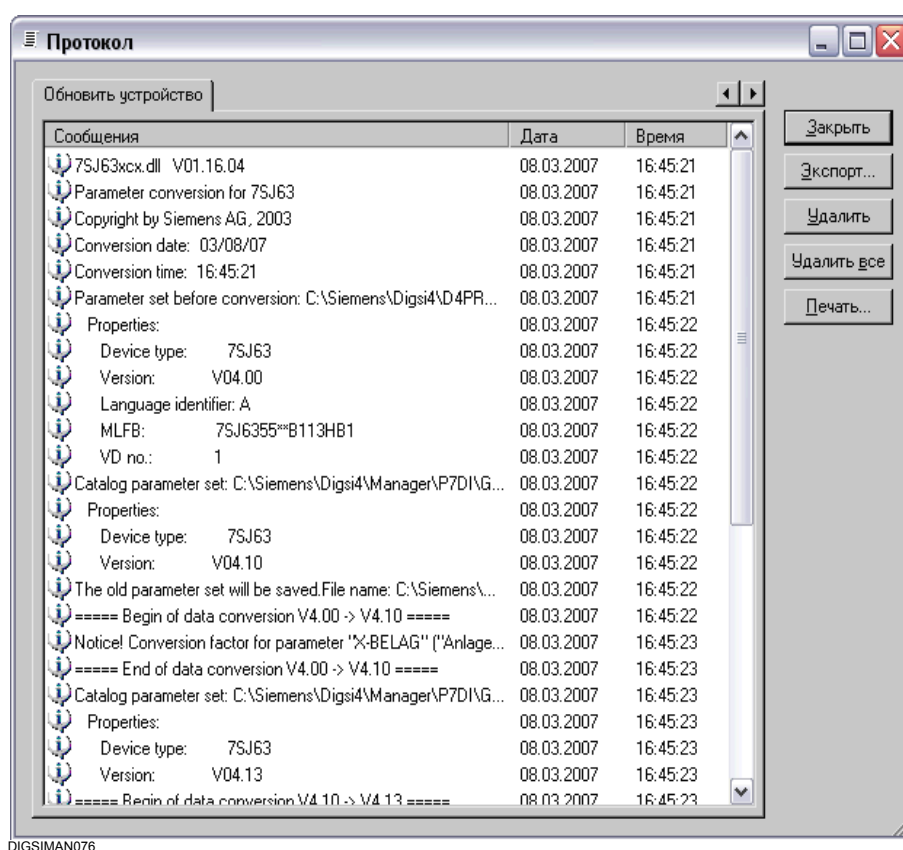 Протокол
Обновить устройство
Сообщения Дата Время
7SJ63xcx.dll V01.16.04 08.03.2007 16:45:21
Parameter conversion for 7SJ63 08.03.2007 16:45:21
Copyright by Siemens AG, 2003 08.03.2007 16:45:21
Conversion date: 03/08/07 08.03.2007 16:45:21
Conversion time: 16:45:21 08.03.2007 16:45:21
Parameter set before conversion: C:\Siemens\Digsi4\D4PR... 08.03.2007 16:45:21
Properties: 08.03.2007 16:45:22
Device type: 7SJ63 08.03.2007 16:45:22
Version: V04.00 08.03.2007 16:45:22
Language identifier: A 08.03.2007 16:45:22
MLFB: 7SJ6355**B113HB1 08.03.2007 16:45:22
VD no.: 1 08.03.2007 16:45:22
Catalog parameter set: C:\Siemens\Digsi4\Manager\P7DI\G... 08.03.2007 16:45:22
Properties: 08.03.2007 16:45:22
Device type: 7SJ63 08.03.2007 16:45:22
Version: V04.10 08.03.2007 16:45:22
The old parameter set will be saved.File name: C:\Siemens\... 08.03.2007 16:45:22
===== Begin of data conversion V4.00 -> V4.10 ===== 08.03.2007 16:45:22
Notice! Conversion factor for parameter "X-BELAG" ("Anlage... 08.03.2007 16:45:23
===== End of data conversion V4.00 -> V4.10 ===== 08.03.2007 16:45:23
Catalog parameter set: C:\Siemens\Digsi4\Manager\P7DI\G... 08.03.2007 16:45:23
Properties: 08.03.2007 16:45:23
Device type: 7SJ63 08.03.2007 16:45:23
Version: V04.13 08.03.2007 16:45:23
===== Begin of data conversion V4.10 -> V4.13 ===== 08.03.2007 16:45:23
Закрыть
Экспорт...
Удалить
Удалить все
Печать...
DIGSIMAN076